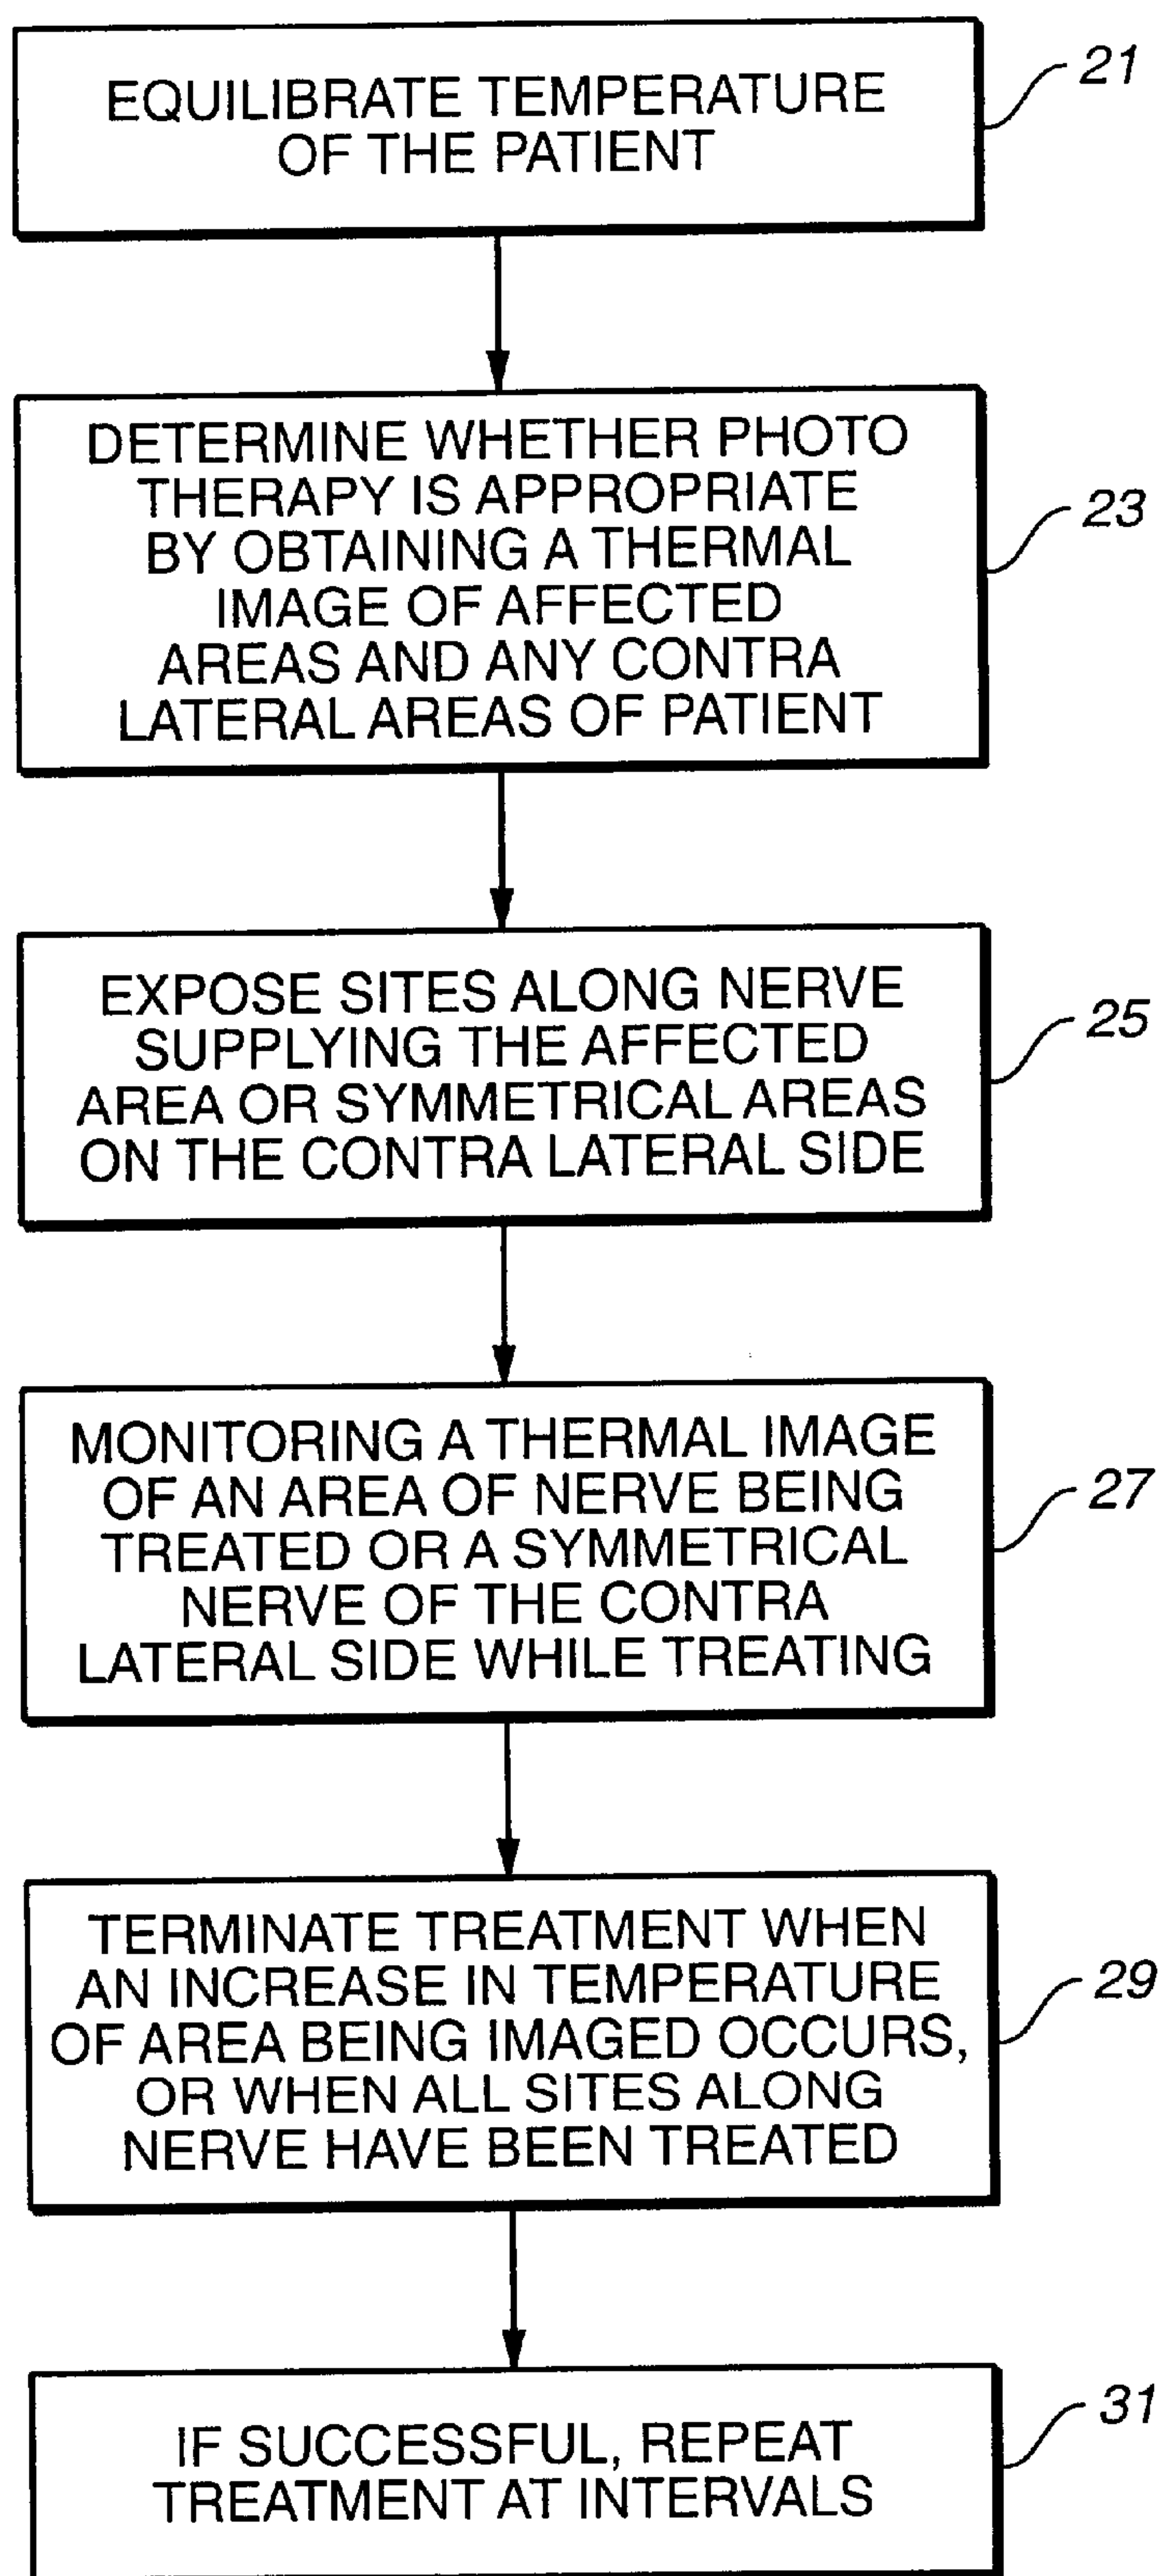 EQUILIBRATE TEMPERATURE
OF THE PATIENT
21
DETERMINE WHETHER PHOTO
THERAPY IS APPROPRIATE
BY OBTAINING A THERMAL
IMAGE OF AFFECTED
AREAS AND ANY CONTRA
LATERAL AREAS OF PATIENT
23
EXPOSE SITES ALONG NERVE
SUPPLYING THE AFFECTED
AREA OR SYMMETRICAL AREAS
ON THE CONTRA LATERAL SIDE
25
MONITORING A THERMAL IMAGE
OF AN AREA OF NERVE BEING
TREATED OR A SYMMETRICAL
NERVE OF THE CONTRA
LATERAL SIDE WHILE TREATING
27
TERMINATE TREATMENT WHEN
AN INCREASE IN TEMPERATURE
OF AREA BEING IMAGED OCCURS,
OR WHEN ALL SITES ALONG
NERVE HAVE BEEN TREATED
29
IF SUCCESSFUL, REPEAT
TREATMENT AT INTERVALS
31